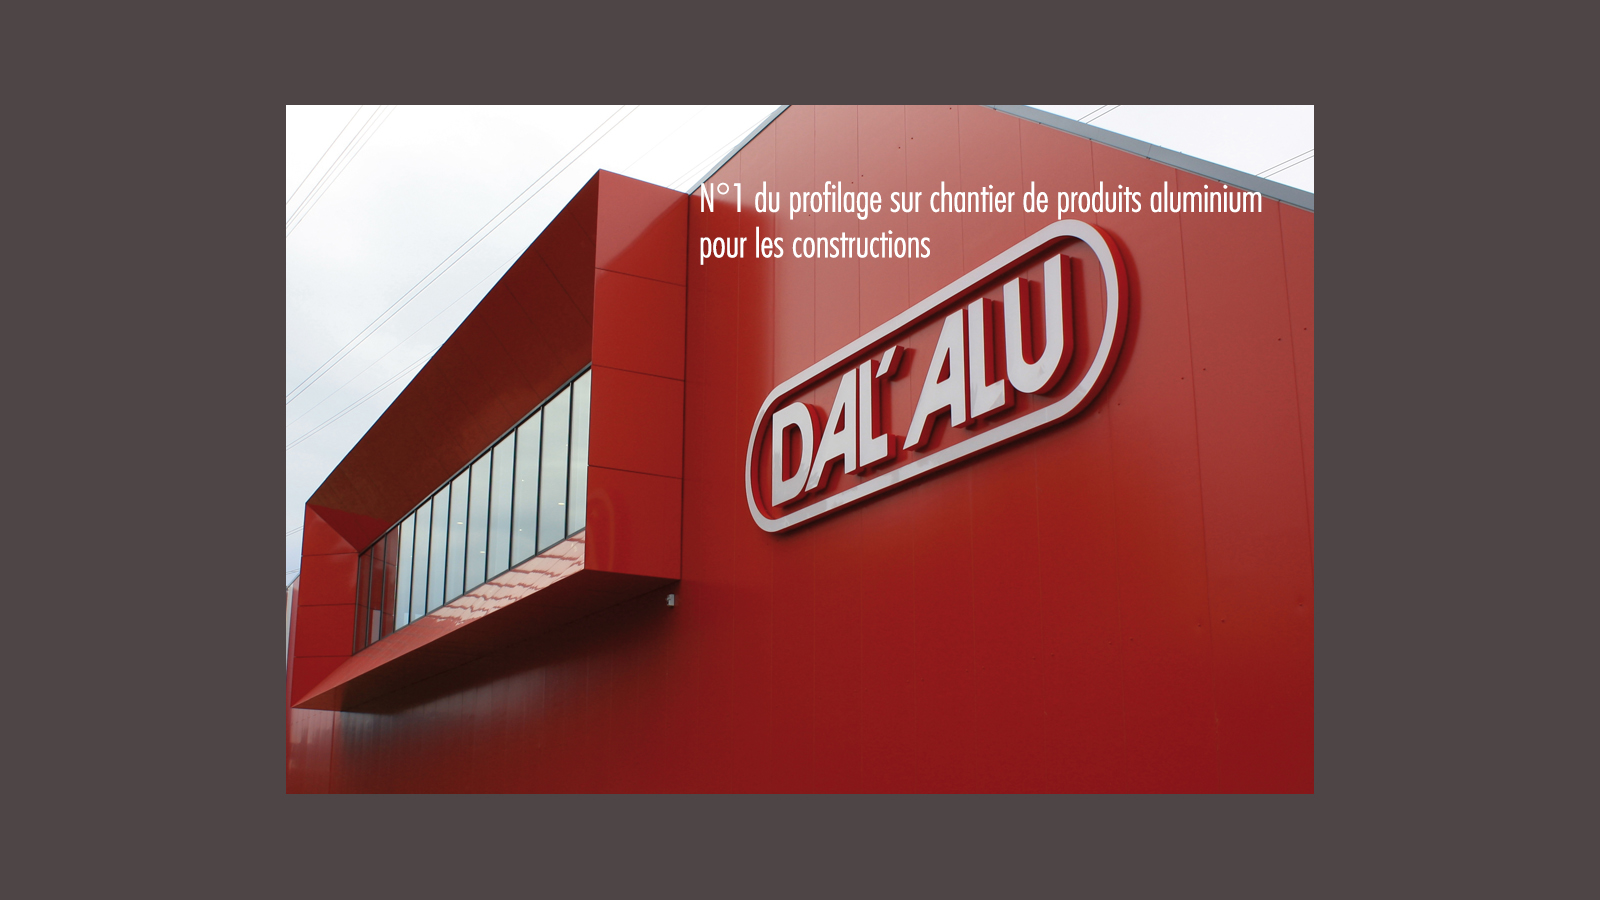 N°1 du profilage sur chantier de produits aluminium
pour les constructions
DAL'ALU